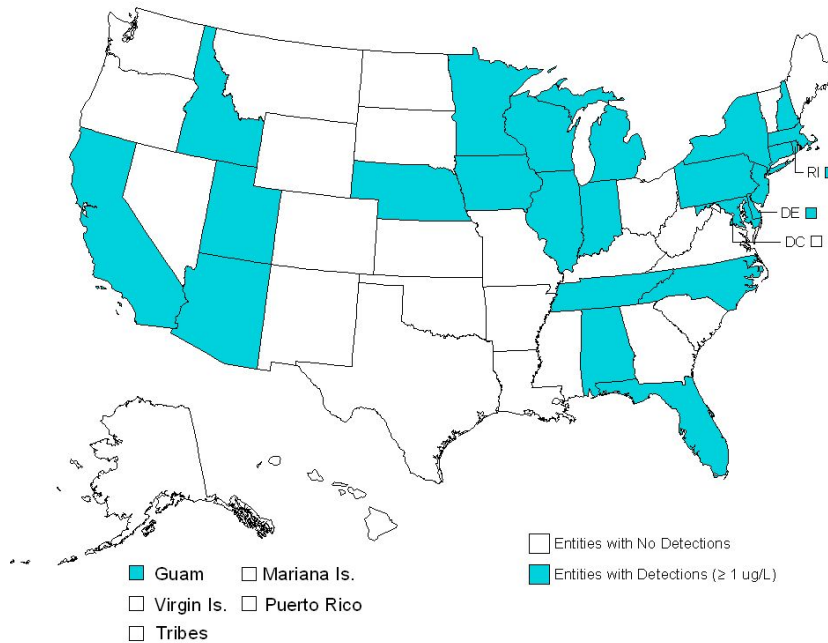 RI
DE
DC
Entities with No Detections
Entities with Detections (≥ 1 ug/L)
Guam
Mariana Is.
Virgin Is.
Puerto Rico
Tribes